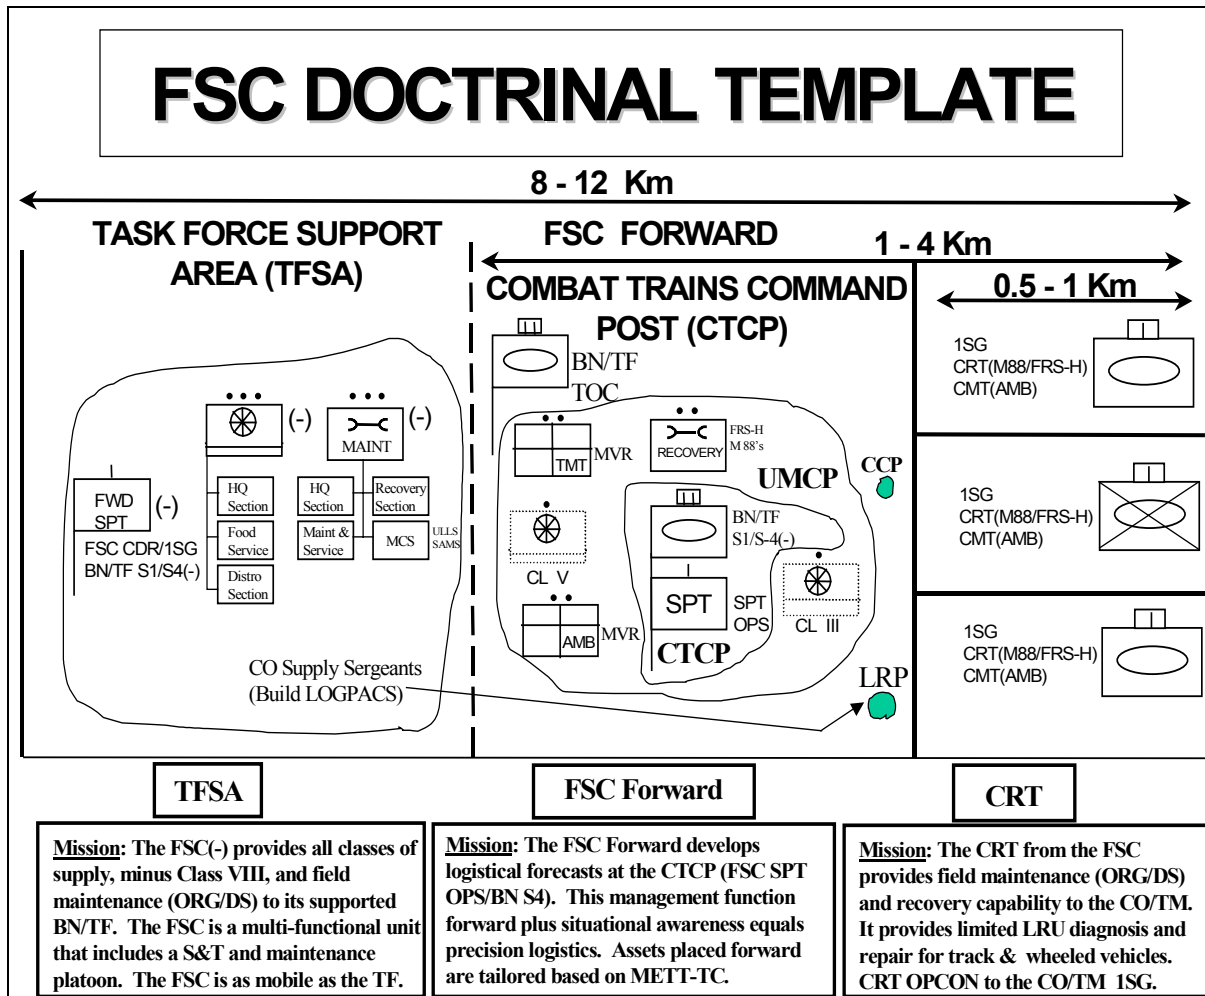 FSC DOCTRINAL TEMPLATE
8 - 12 Km
TASK FORCE SUPPORT
AREA (TFSA)
FSC FORWARD
1 - 4 Km
COMBAT TRAINS COMMAND
POST (CTCP)
0.5 - 1 Km
BN/TF
TOC
(-)
MAINT
(-)
FWD
SPT
(-)
FSC CDR/1SG
BN/TF S1/S4(-)
HQ
Section
Food
Service
Distro
Section
HQ
Section
Recovery
Section
Maint &
Service
MCS
ULLS
SAMS
CO Supply Sergeants
(Build LOGPACS)
TMT
MVR
RECOVERY
FRS-H
M 88's
UMCP
CCP
CL V
BN/TF
S1/S-4(-)
AMB
MVR
SPT
SPT
OPS
CTCP
CL III
LRP
1SG
CRT(M88/FRS-H)
CMT(AMB)
1SG
CRT(M88/FRS-H)
CMT(AMB)
1SG
CRT(M88/FRS-H)
CMT(AMB)
TFSA
Mission: The FSC(-) provides all classes of
supply, minus Class VIII, and field
maintenance (ORG/DS) to its supported
BN/TF. The FSC is a multi-functional unit
that includes a S&T and maintenance
platoon. The FSC is as mobile as the TF.
FSC Forward
Mission: The FSC Forward develops
logistical forecasts at the CTCP (FSC SPT
OPS/BN S4). This management function
forward plus situational awareness equals
precision logistics. Assets placed forward
are tailored based on METT-TC.
CRT
Mission: The CRT from the FSC
provides field maintenance (ORG/DS)
and recovery capability to the CO/TM.
It provides limited LRU diagnosis and
repair for track & wheeled vehicles.
CRT OPCON to the CO/TM 1SG.